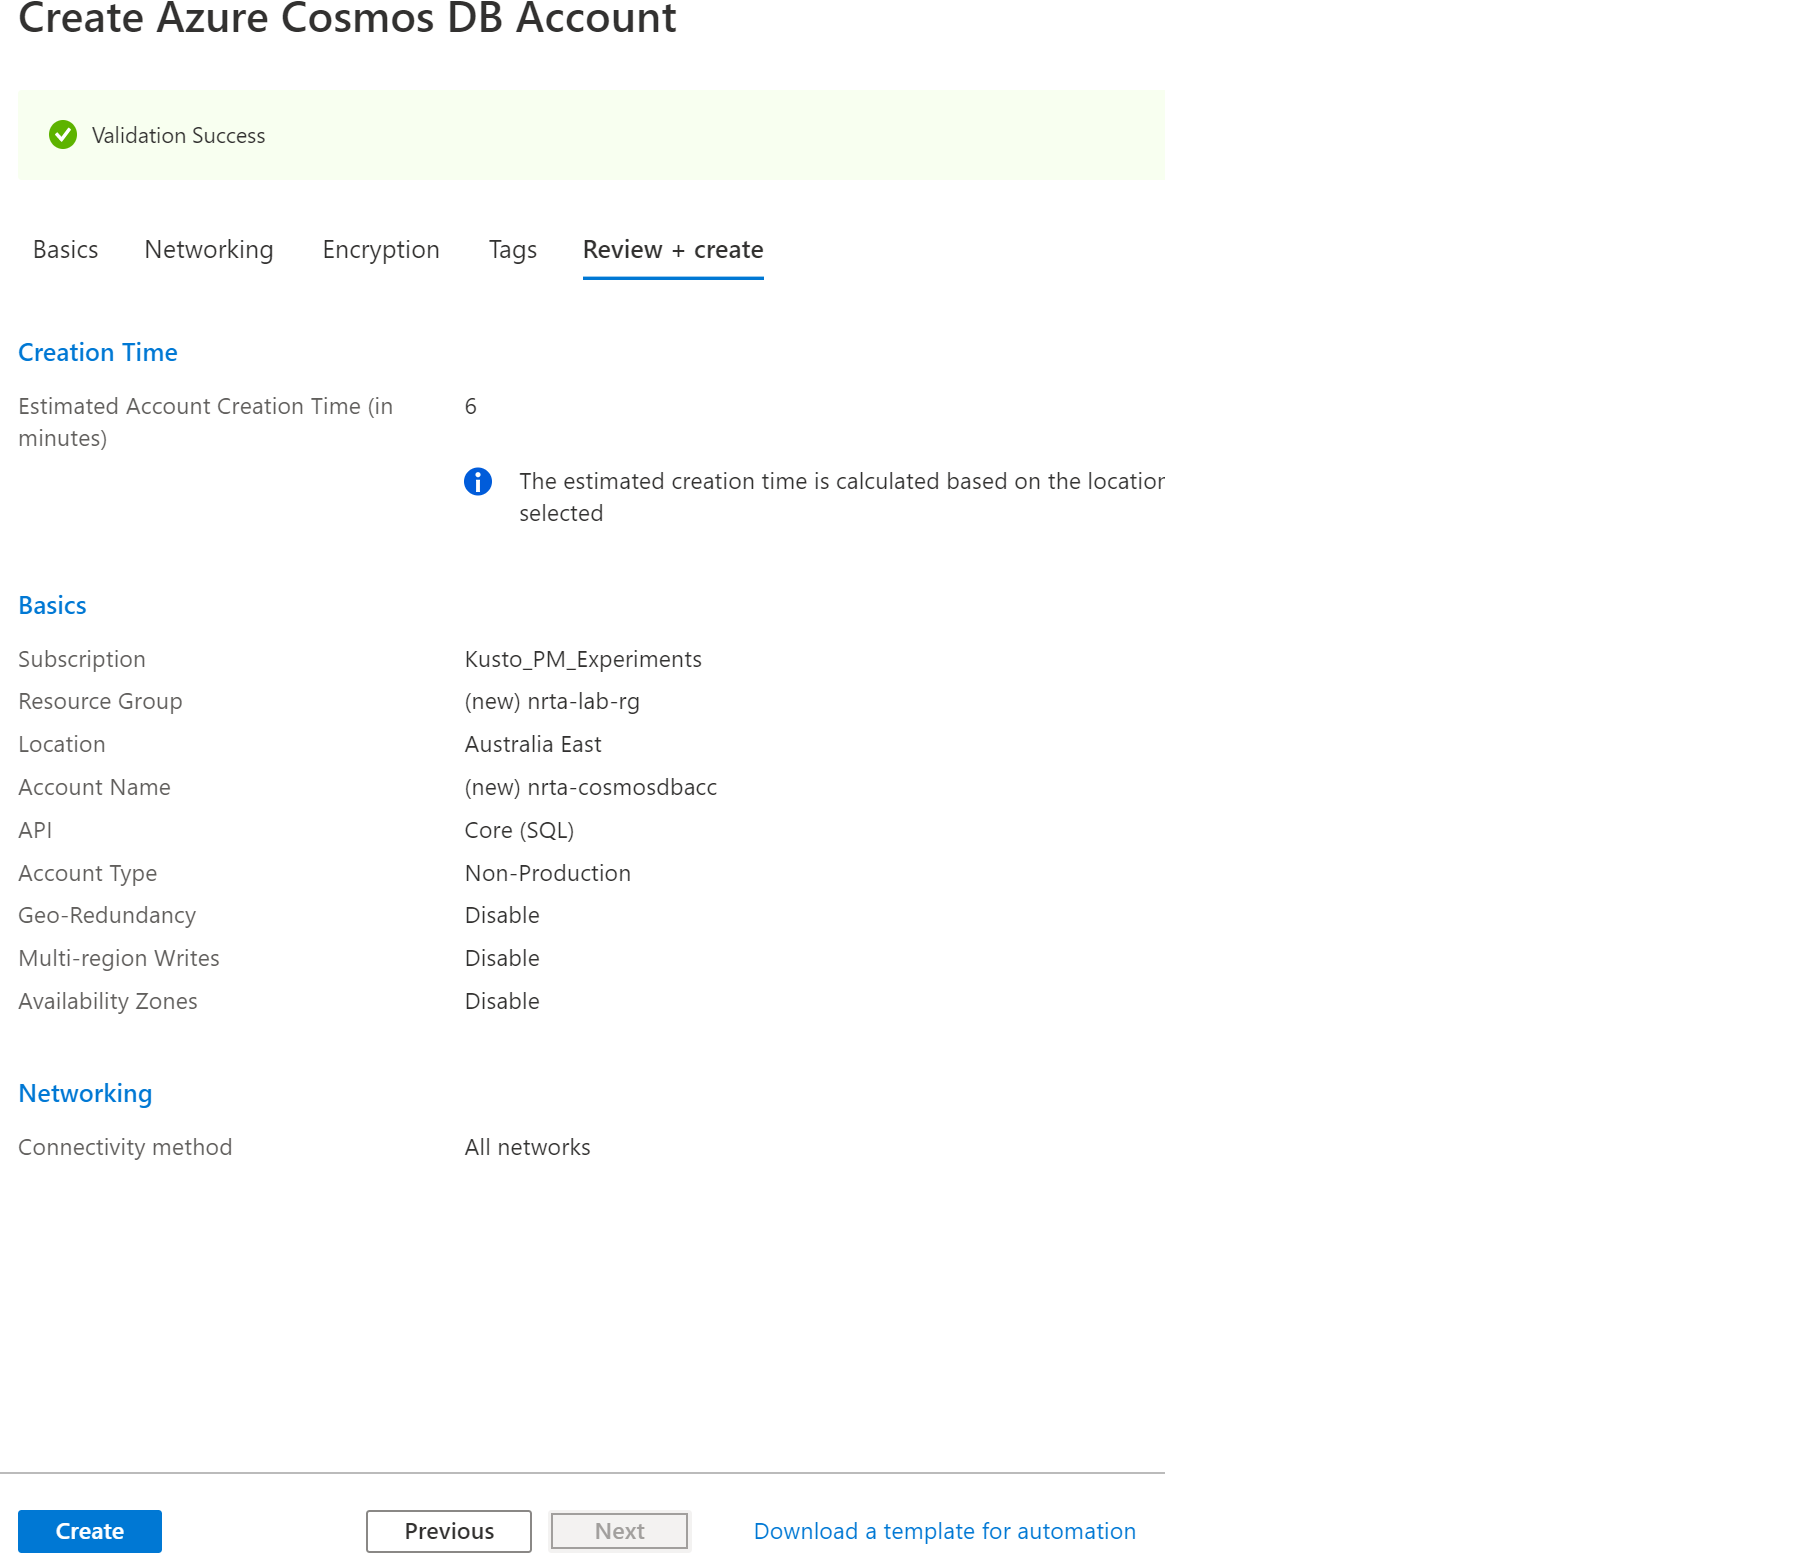 Create Azure Cosmos DB Account
Validation Success
Basics Networking Encryption Tags Review + create
Creation Time
Estimated Account Creation Time (in
minutes)
6
The estimated creation time is calculated based on the location
selected
Basics
Subscription Kusto_PM_Experiments
Resource Group (new) nrta-lab-rg
Location Australia East
Account Name (new) nrta-cosmosdbacc
API Core (SQL)
Account Type Non-Production
Geo-Redundancy Disable
Multi-region Writes Disable
Availability Zones Disable
Networking
Connectivity method All networks
Create Previous Next Download a template for automation